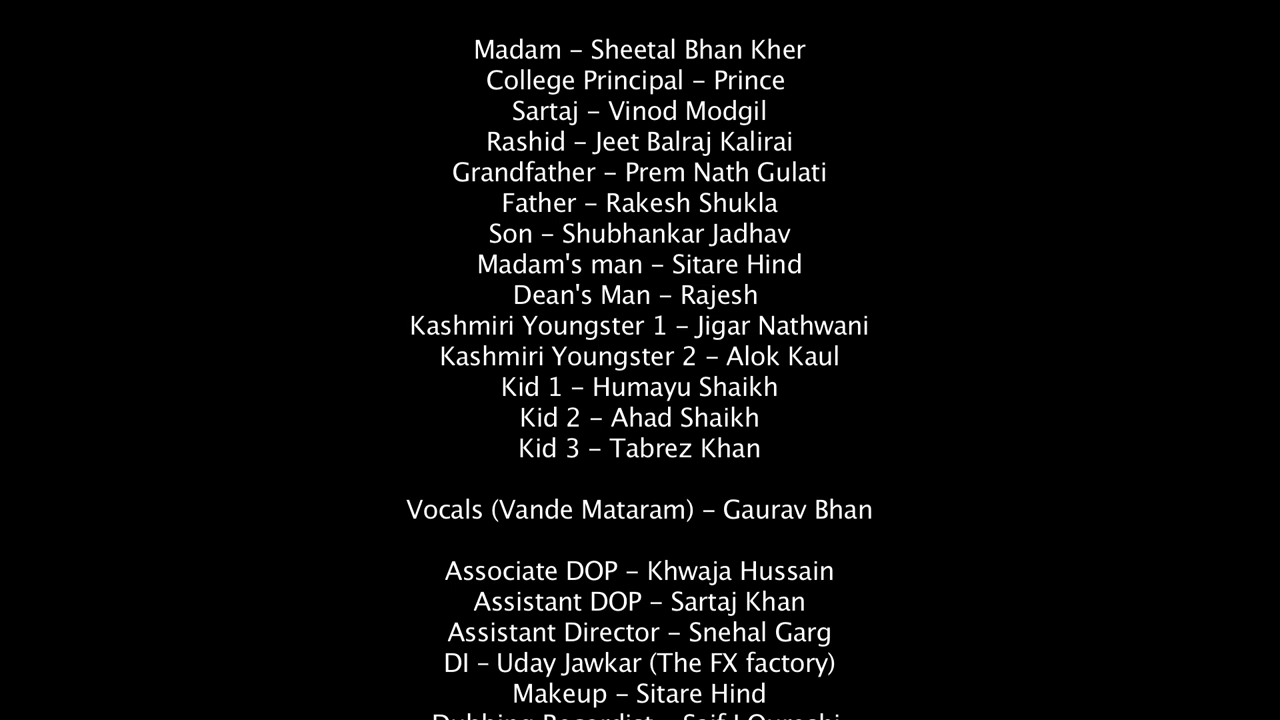 Madam – Sheetal Bhan Kher
College Principal – Prince
Sartaj – Vinod Modgil
Rashid – Jeet Balraj Kalirai
Grandfather – Prem Nath Gulati
Father – Rakesh Shukla
Son – Shubhankar Jadhav
Madam's man – Sitare Hind
Dean's Man – Rajesh
Kashmiri Youngster 1 – Jigar Nathwani
Kashmiri Youngster 2 – Alok Kaul
Kid 1 – Humayu Shaikh
Kid 2 – Ahad Shaikh
Kid 3 – Tabrez Khan
Vocals (Vande Mataram) – Gaurav Bhan
Associate DOP – Khwaja Hussain
Assistant DOP – Sartaj Khan
Assistant Director – Snehal Garg
DI – Uday Jawkar (The FX factory)
Makeup – Sitare Hind